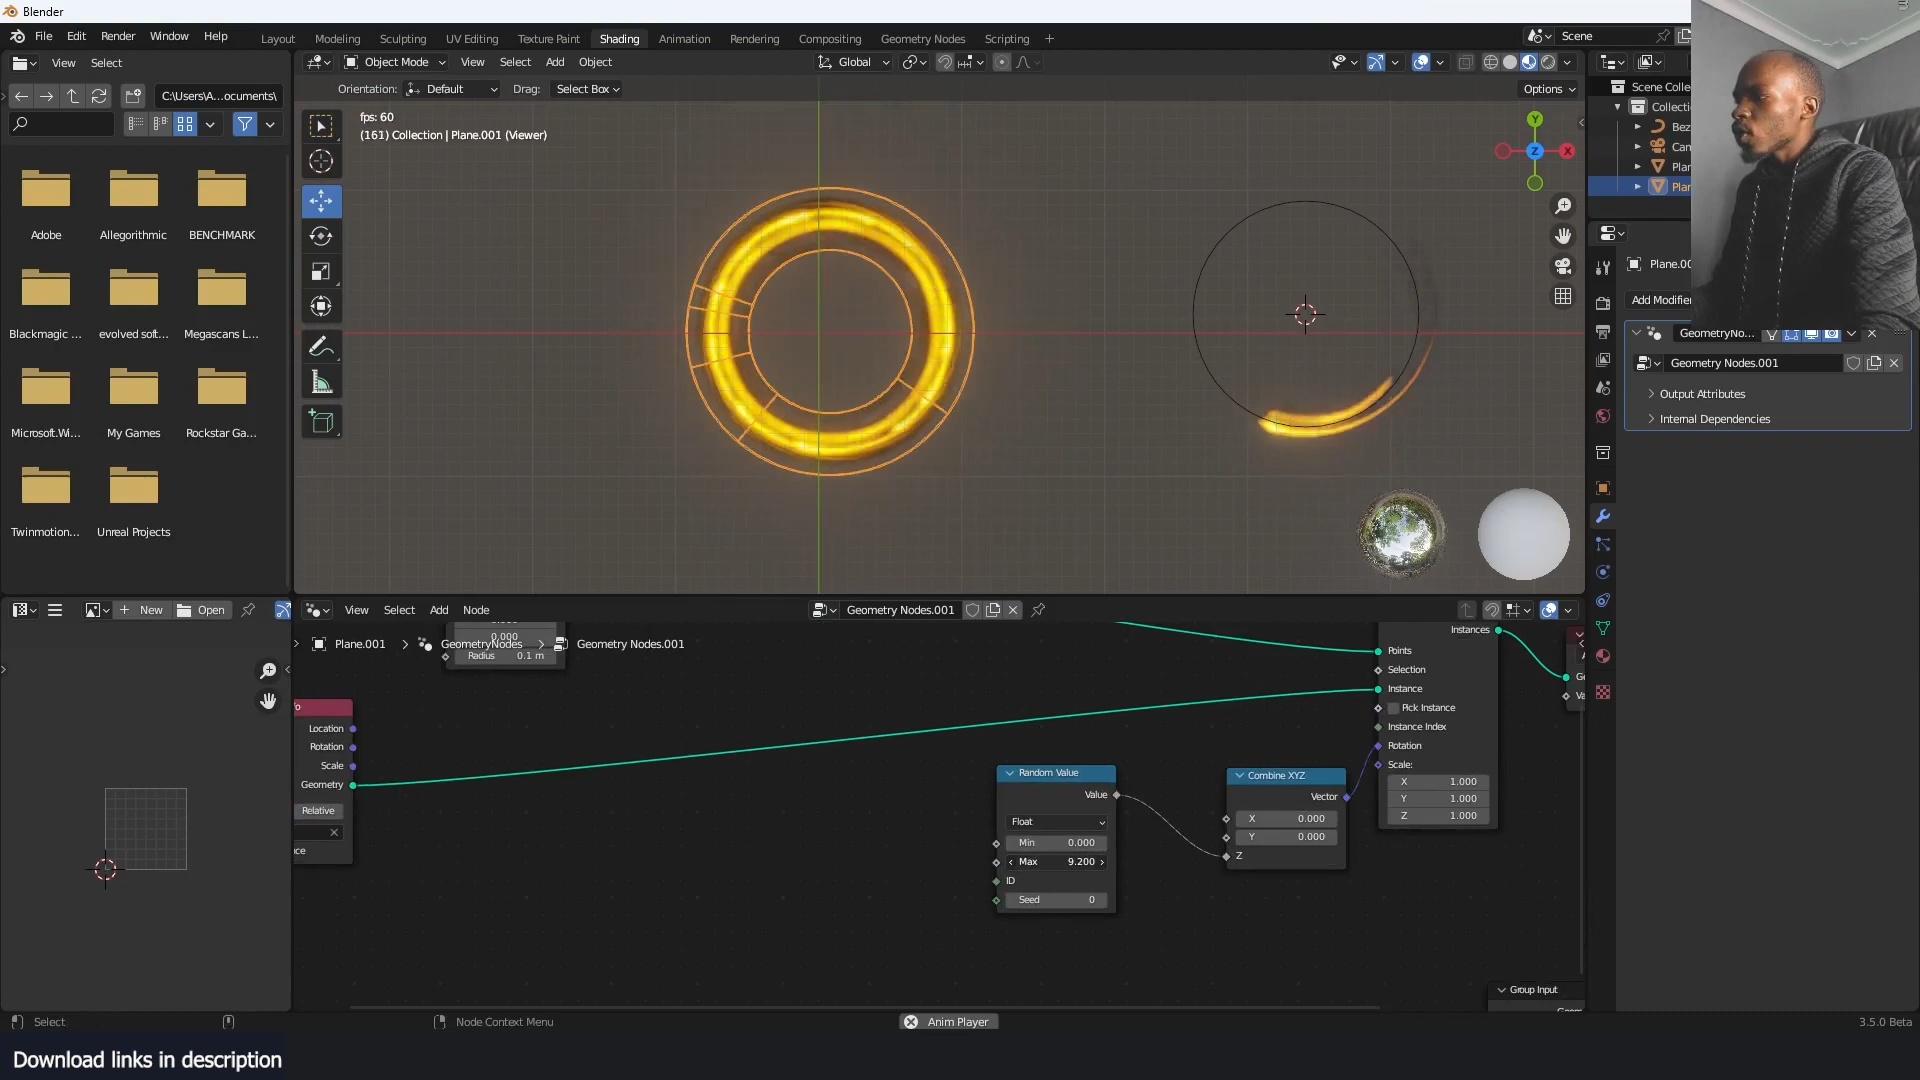 Blender
File Edit Render Window Help
Layout Modeling Sculpting UV Editing Texture Paint Shading Animation Rendering Compositing Geometry Nodes Scripting +
Scene
View Select
Object Mode View Select Add Object
Global
C:\Users\A...ocuments\
Orientation: Default Drag: Select Box
Options
fps: 60
(161) Collection | Plane.001 (Viewer)
Y
Z
X
Adobe
Allegorithmic
BENCHMARK
Blackmagic ...
evolved soft...
Megascans L...
Microsoft.Wi...
My Games
Rockstar Ga...
Twinmotion...
Unreal Projects
Scene Colle
Collecti
Bez
Can
Plan
Plan
Plane.00
Add Modifier
GeometryNo...
Geometry Nodes.001
Output Attributes
Internal Dependencies
New Open
View Select Add Node
Geometry Nodes.001
Plane.001 > GeometryNodes > Geometry Nodes.001
0.000
Radius 0.1 m
Location
Rotation
Scale
Geometry
Relative
Random Value
Value
Float
Min 0.000
Max 9.200
ID
Seed 0
Combine XYZ
Vector
X 0.000
Y 0.000
Z
Instances
Points
Selection
Instance
Pick Instance
Instance Index
Rotation
Scale:
X 1.000
Y 1.000
Z 1.000
Group Input
Select
Node Context Menu
Anim Player
3.5.0 Beta
Download links in description